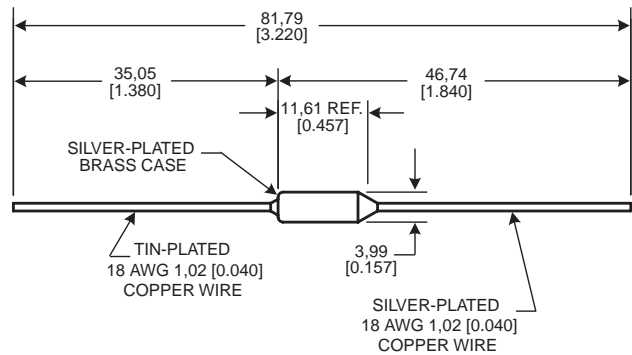 81,79
[3.220]
35,05
[1.380]
46,74
[1.840]
11,61 REF.
[0.457]
SILVER-PLATED
BRASS CASE
TIN-PLATED
18 AWG 1,02 [0.040]
COPPER WIRE
3,99
[0.157]
SILVER-PLATED
18 AWG 1,02 [0.040]
COPPER WIRE